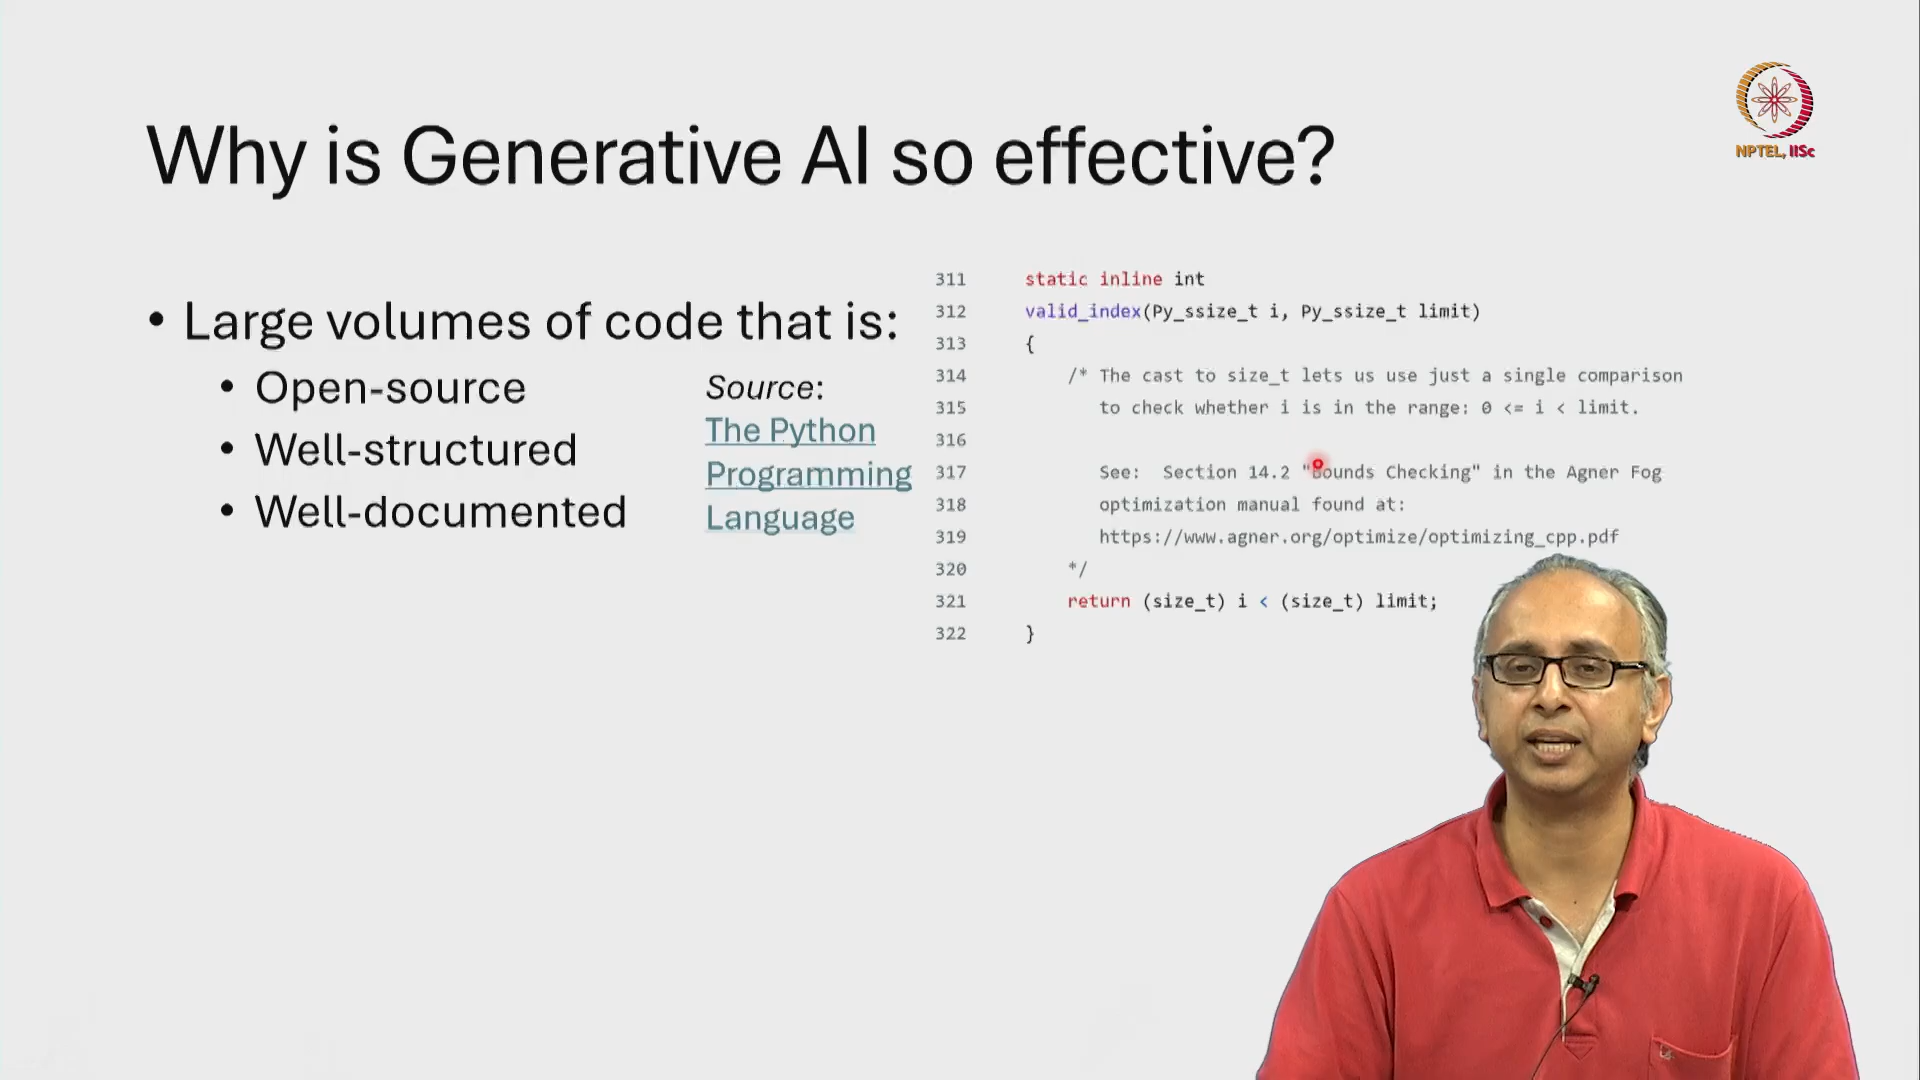 NPTEL, IISc
Why is Generative AI so effective?
• Large volumes of code that is:
• Open-source
• Well-structured
• Well-documented
Source:
The Python
Programming
Language
311 static inline int
312 valid_index(Py_ssize_t i, Py_ssize_t limit)
313 {
314 /* The cast to size_t lets us use just a single comparison
315 to check whether i is in the range: 0 <= i < limit.
316
317 See: Section 14.2 "Bounds Checking" in the Agner Fog
318 optimization manual found at:
319 https://www.agner.org/optimize/optimizing_cpp.pdf
320 */
321 return (size_t) i < (size_t) limit;
322 }